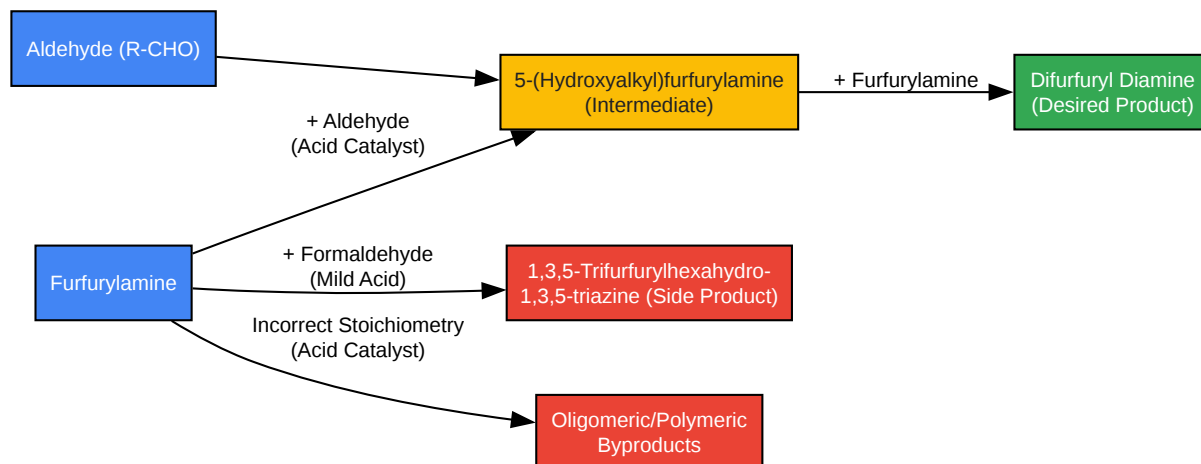 Aldehyde (R-CHO)
5-(Hydroxyalkyl)furfurylamine
(Intermediate)
+ Furfurylamine
Difurfuryl Diamine
(Desired Product)
+ Aldehyde
(Acid Catalyst)
Furfurylamine
+ Formaldehyde
(Mild Acid)
1,3,5-Trifurfurylhexahydro-
1,3,5-triazine (Side Product)
Incorrect Stoichiometry
(Acid Catalyst)
Oligomeric/Polymeric
Byproducts